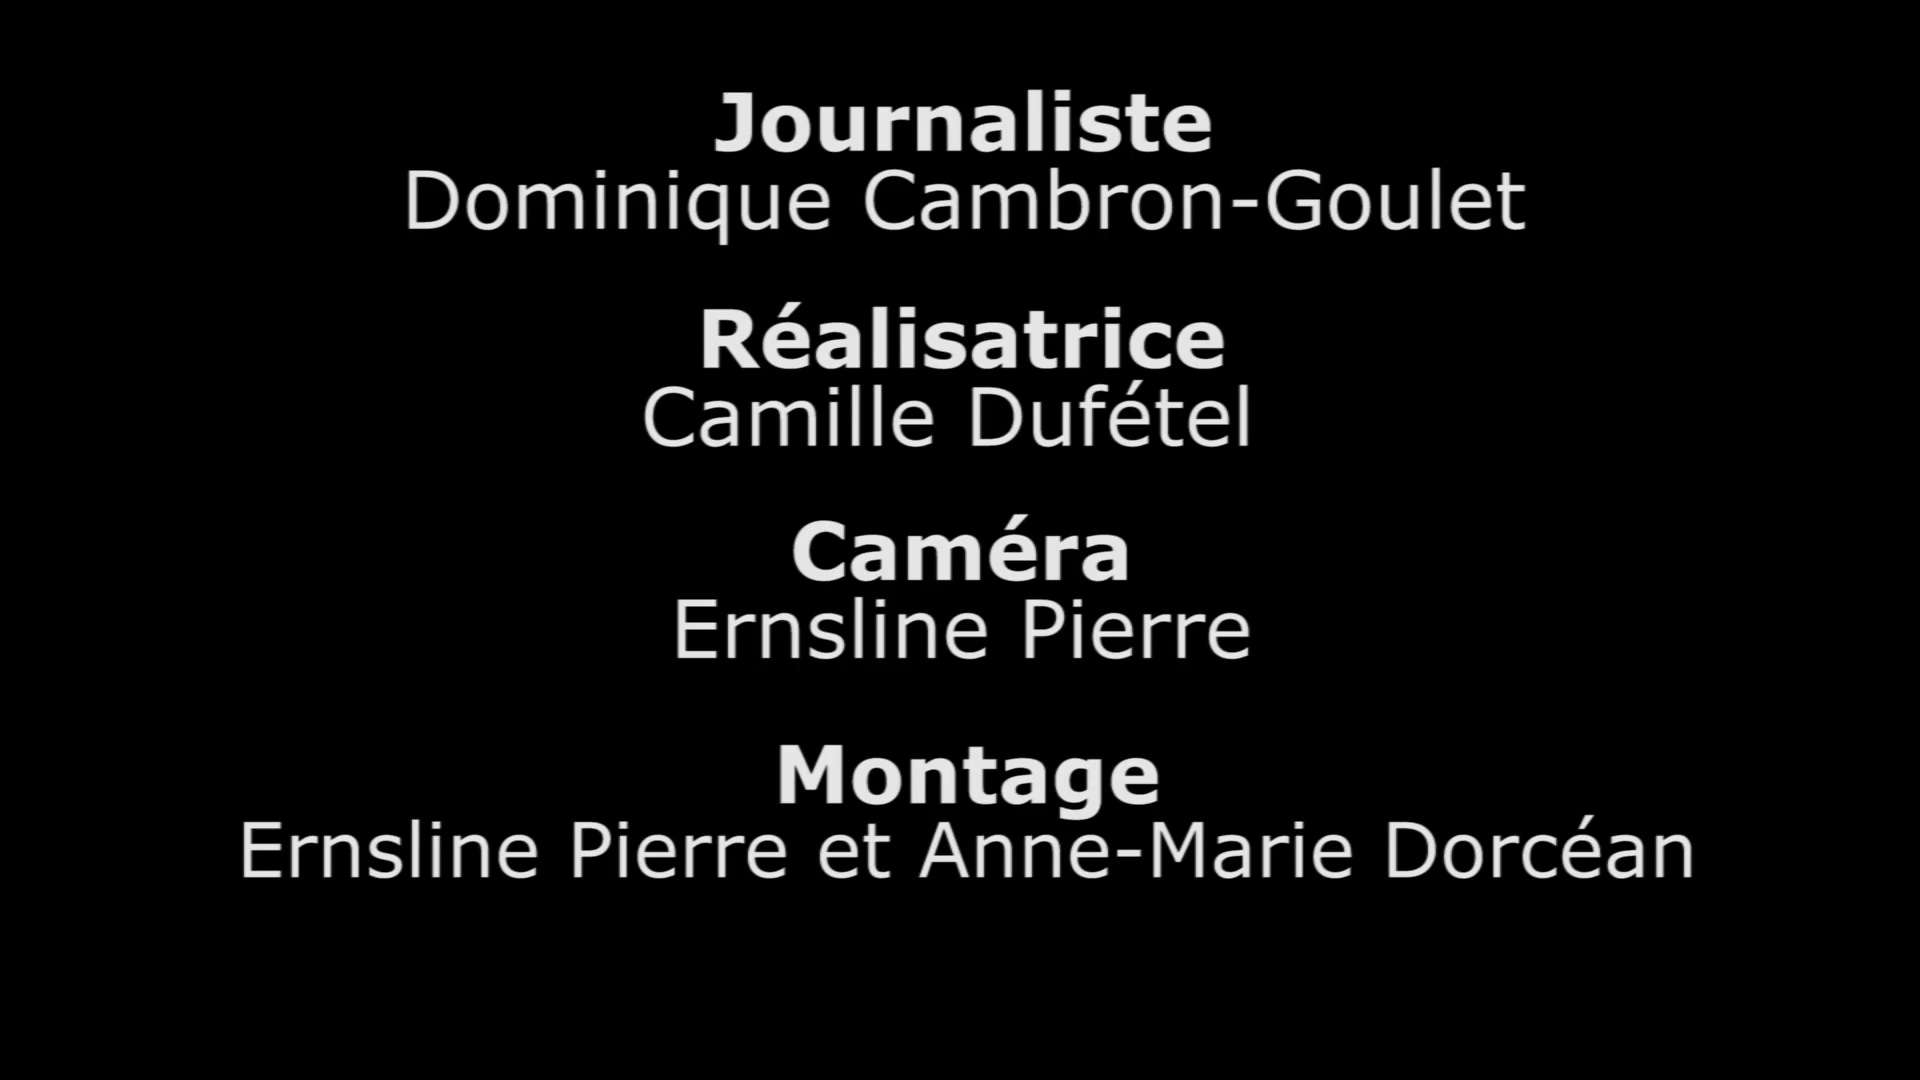 Journaliste
Dominique Cambron-Goulet
Réalisatrice
Camille Dufétel
Caméra
Ernsline Pierre
Montage
Ernsline Pierre et Anne-Marie Dorcéan